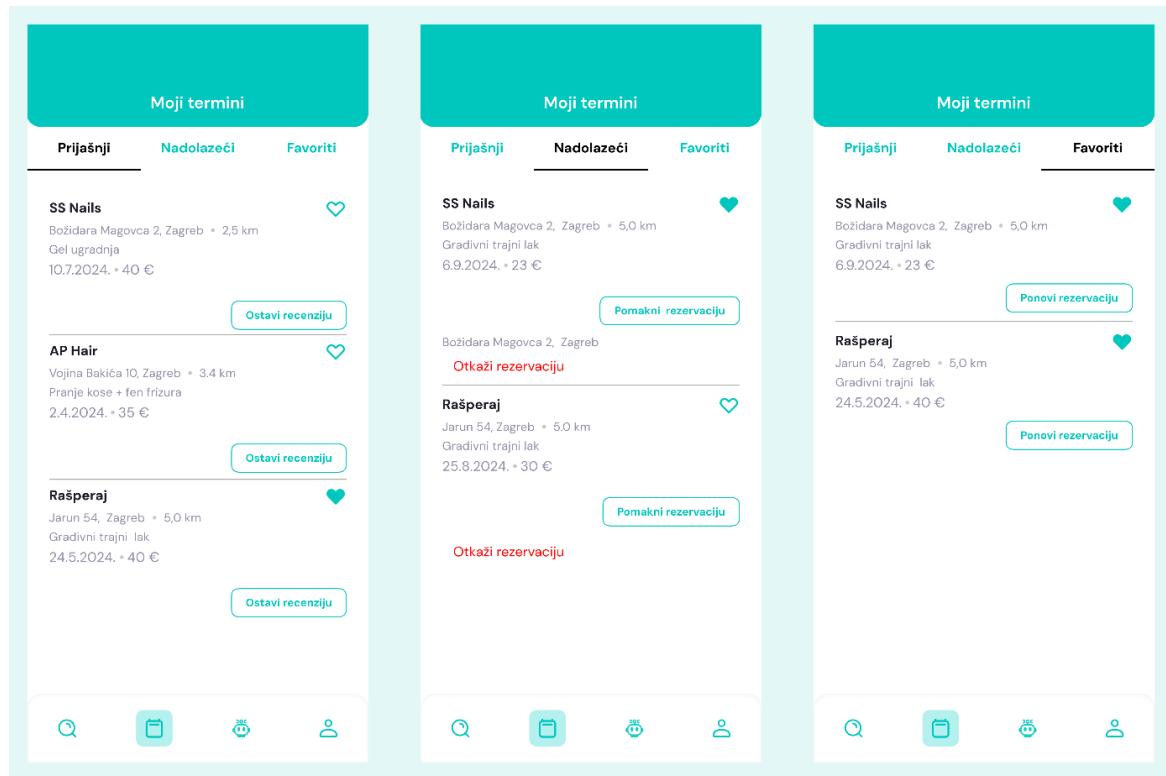 Moji termini
Prijašnji Nadolazeći Favoriti
SS Nails
Božidara Magovca 2, Zagreb • 2,5 km
Gel ugradnja
10.7.2024. • 40 €
Ostavi recenziju
AP Hair
Vojina Bakića 10, Zagreb • 3.4 km
Pranje kose + fen frizura
2.4.2024. • 35 €
Ostavi recenziju
Rašperaj
Jarun 54, Zagreb • 5,0 km
Gradivni trajni lak
24.5.2024. • 40 €
Ostavi recenziju
Moji termini
Prijašnji Nadolazeći Favoriti
SS Nails
Božidara Magovca 2, Zagreb • 5,0 km
Gradivni trajni lak
6.9.2024. • 23 €
Pomakni rezervaciju
Božidara Magovca 2, Zagreb
Otkaži rezervaciju
Rašperaj
Jarun 54, Zagreb • 5.0 km
Gradivni trajni lak
25.8.2024. • 30 €
Pomakni rezervaciju
Otkaži rezervaciju
Moji termini
Prijašnji Nadolazeći Favoriti
SS Nails
Božidara Magovca 2, Zagreb • 5,0 km
Gradivni trajni lak
6.9.2024. • 23 €
Ponovi rezervaciju
Rašperaj
Jarun 54, Zagreb • 5,0 km
Gradivni trajni lak
24.5.2024. • 40 €
Ponovi rezervaciju